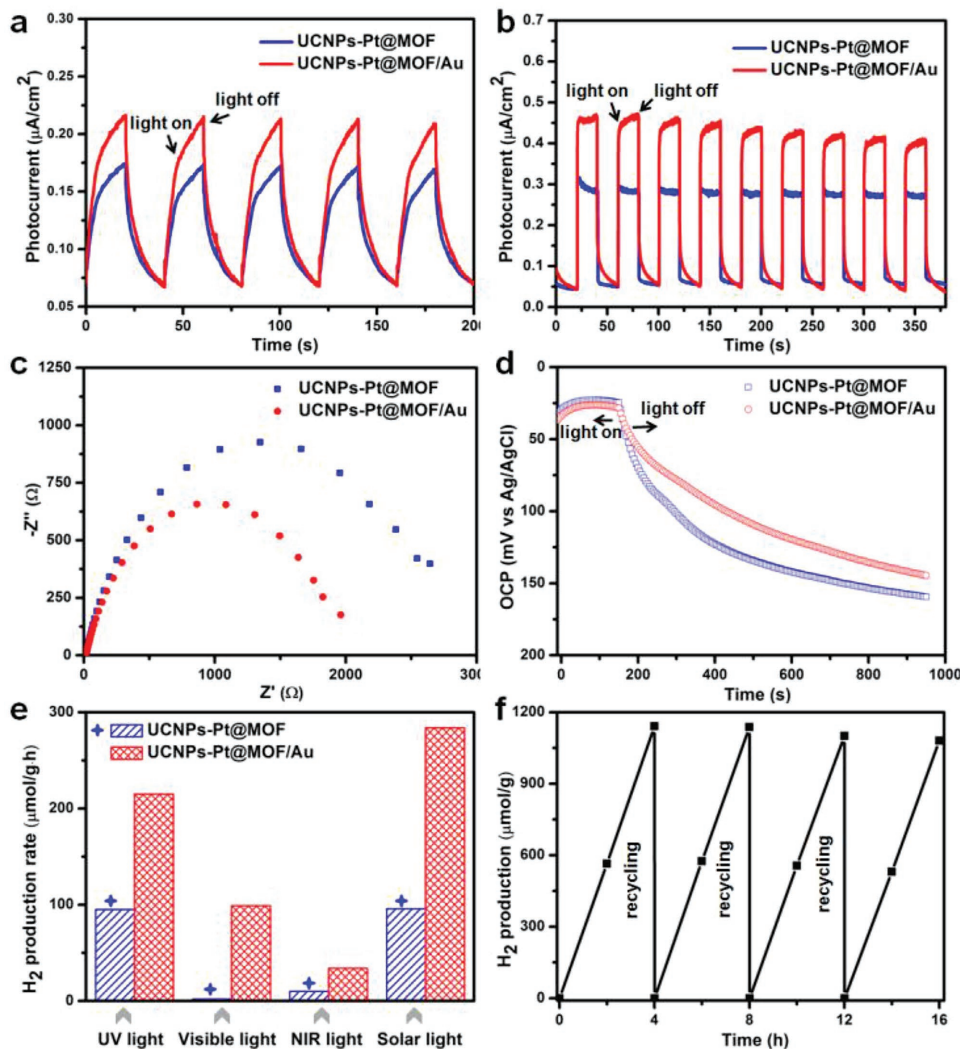 a
0.30
0.25
0.20
0.15
0.10
0.05
Photocurrent (μA/cm²)
UCNPs-Pt@MOF
UCNPs-Pt@MOF/Au
light on
light off
0 50 100 150 200
Time (s)
b
0.7
0.6
0.5
0.4
0.3
0.2
0.1
0.0
Photocurrent (μA/cm²)
UCNPs-Pt@MOF
UCNPs-Pt@MOF/Au
light on
light off
0 50 100 150 200 250 300 350
Time (s)
c
1250
1000
750
500
250
0
-Z'' (Ω)
UCNPs-Pt@MOF
UCNPs-Pt@MOF/Au
0 1000 2000 300
Z' (Ω)
d
0
50
100
150
200
OCP (mV vs Ag/AgCl)
UCNPs-Pt@MOF
UCNPs-Pt@MOF/Au
light off
light on
0 200 400 600 800 1000
Time (s)
e
300
200
100
0
H₂ production rate (μmol/g·h)
UCNPs-Pt@MOF
UCNPs-Pt@MOF/Au
UV light Visible light NIR light Solar light
f
1200
900
600
300
0
H₂ production (μmol/g)
recycling
recycling
recycling
0 4 8 12 16
Time (h)